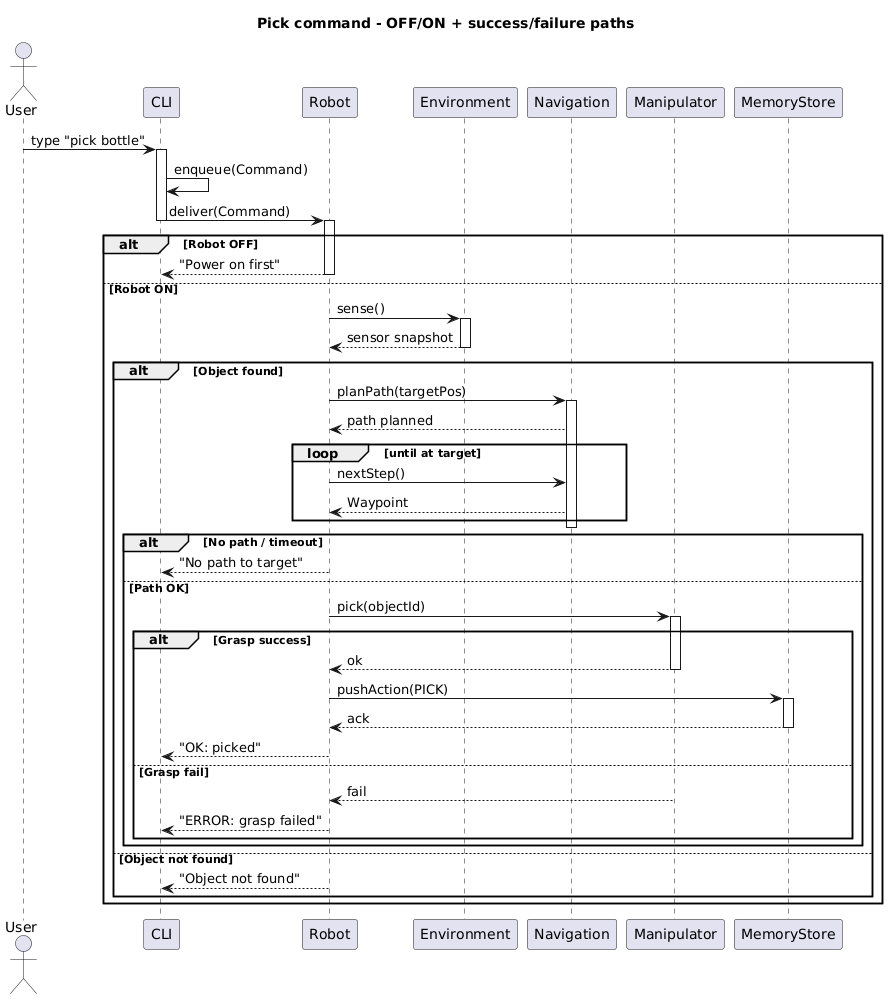 Pick command - OFF/ON + success/failure paths
User
CLI
Robot
Environment
Navigation
Manipulator
MemoryStore
type "pick bottle"
enqueue(Command)
deliver(Command)
alt
[Robot OFF]
"Power on first"
[Robot ON]
sense()
sensor snapshot
alt
[Object found]
planPath(targetPos)
path planned
loop
[until at target]
nextStep()
Waypoint
alt
[No path / timeout]
"No path to target"
[Path OK]
pick(objectId)
alt
[Grasp success]
ok
pushAction(PICK)
ack
"OK: picked"
[Grasp fail]
fail
"ERROR: grasp failed"
[Object not found]
"Object not found"
User
CLI
Robot
Environment
Navigation
Manipulator
MemoryStore